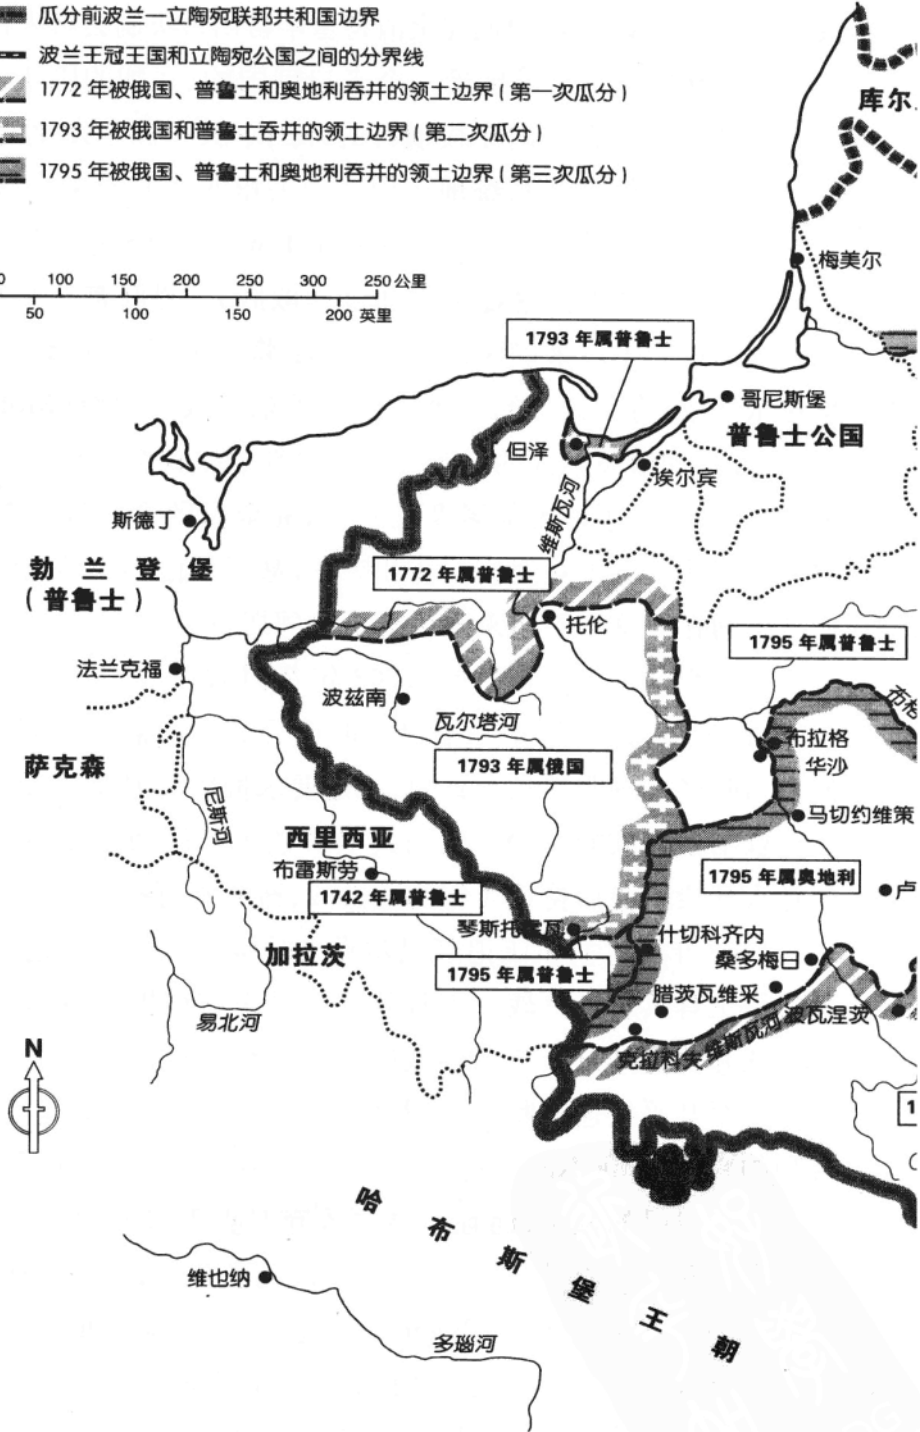 瓜分前波兰—立陶宛联邦共和国边界
波兰王冠王国和立陶宛公国之间的分界线
1772 年被俄国、普鲁士和奥地利吞并的领土边界（第一次瓜分）
1793 年被俄国和普鲁士吞并的领土边界（第二次瓜分）
1795 年被俄国、普鲁士和奥地利吞并的领土边界（第三次瓜分）
库尔
0 100 150 200 250 300 250 公里
50 100 150 200 英里
梅美尔
1793 年属普鲁士
哥尼斯堡
普鲁士公国
但泽
埃尔宾
维斯瓦河
斯德丁
勃兰登堡
（普鲁士）
1772 年属普鲁士
托伦
1795 年属普鲁士
法兰克福
波兹南
瓦尔塔河
布格
布拉格
华沙
萨克森
1793 年属俄国
尼斯河
马切约维策
西里西亚
布雷斯劳
1742 年属普鲁士
1795 年属奥地利
卢
琴斯托霍瓦
什切科齐内
加拉茨
1795 年属普鲁士
桑多梅日
腊茨瓦维采
易北河
波瓦涅茨
克拉科夫
维斯瓦河
N
1
哈布斯堡王朝
维也纳
多瑙河